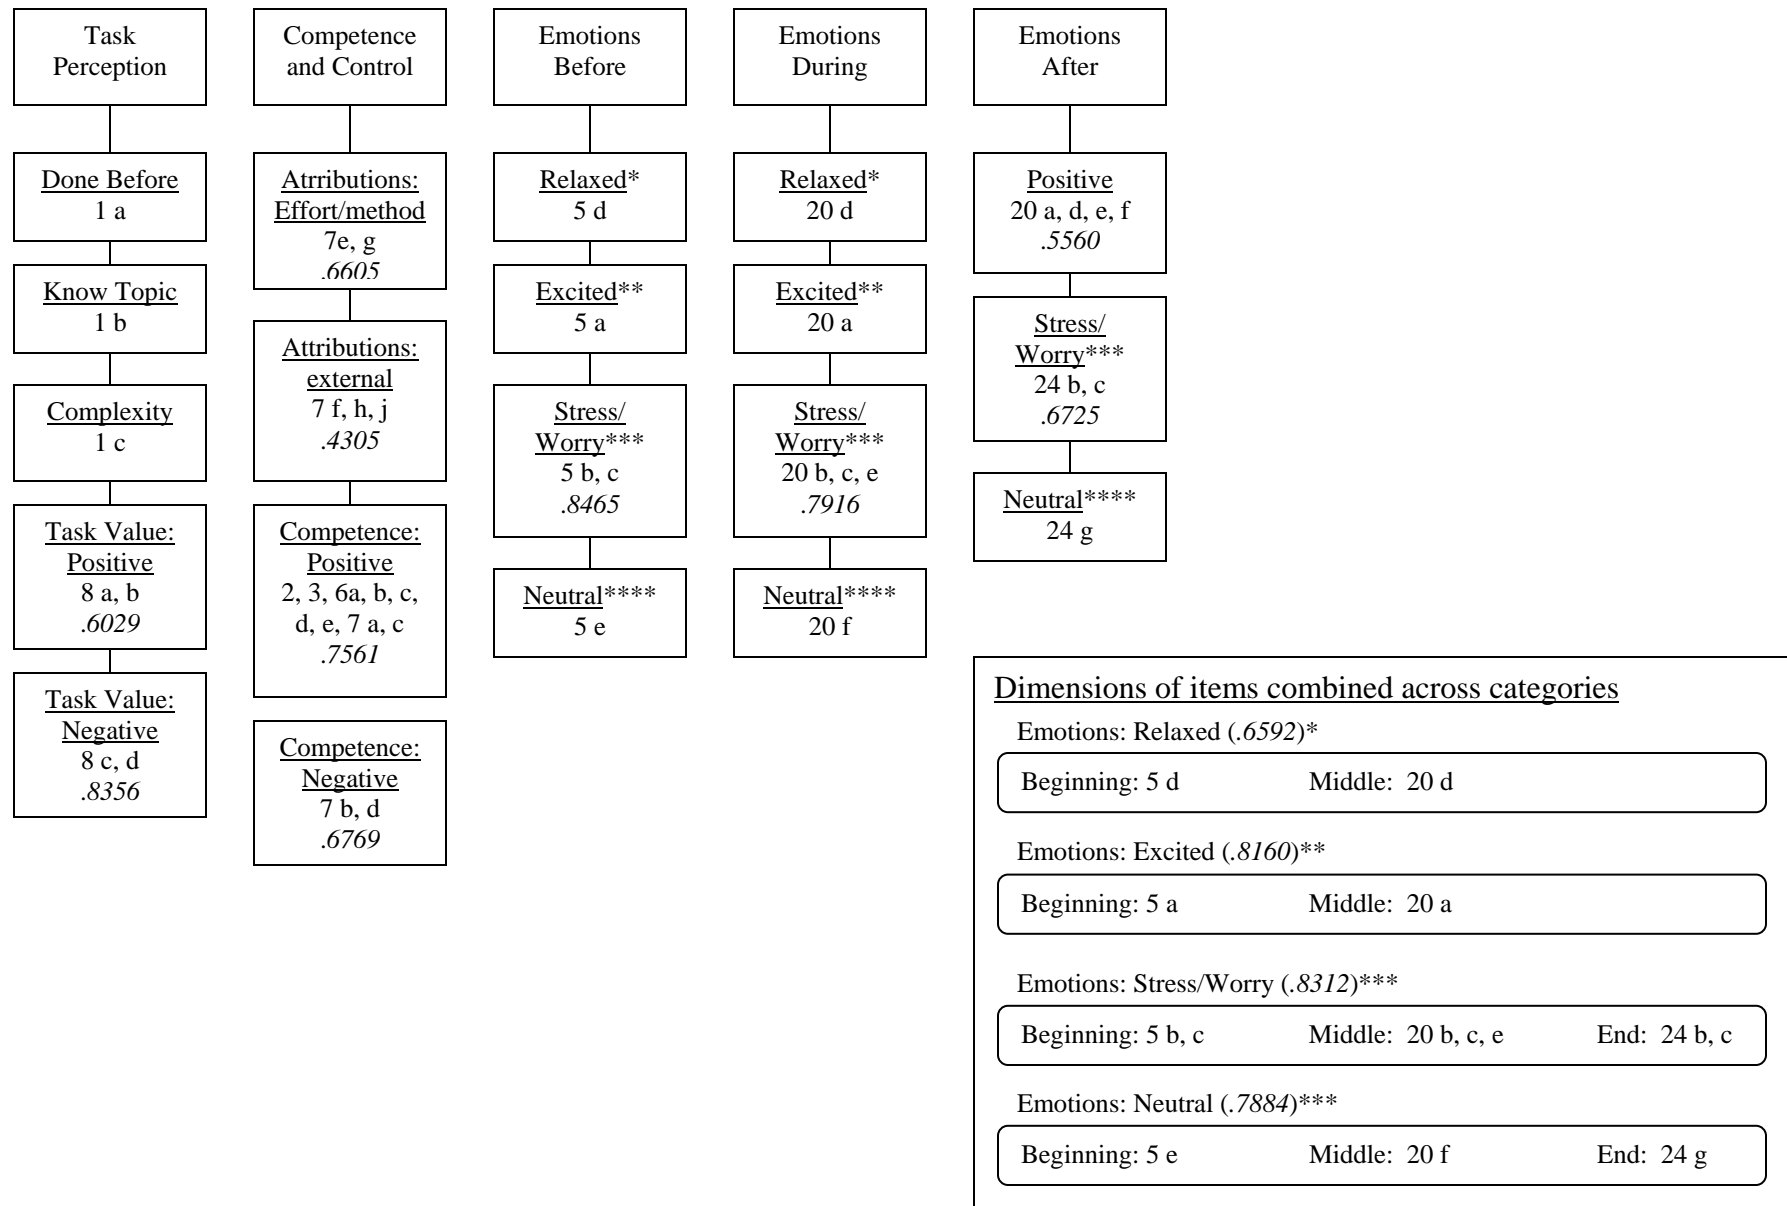 Task
Perception
Done Before
1 a
Know Topic
1 b
Complexity
1 c
Task Value:
Positive
8 a, b
.6029
Task Value:
Negative
8 c, d
.8356
Competence
and Control
Atrributions:
Effort/method
7e, g
.6605
Attributions:
external
7 f, h, j
.4305
Competence:
Positive
2, 3, 6a, b, c,
d, e, 7 a, c
.7561
Competence:
Negative
7 b, d
.6769
Emotions
Before
Relaxed*
5 d
Excited**
5 a
Stress/
Worry***
5 b, c
.8465
Neutral****
5 e
Emotions
During
Relaxed*
20 d
Excited**
20 a
Stress/
Worry***
20 b, c, e
.7916
Neutral****
20 f
Emotions
After
Positive
20 a, d, e, f
.5560
Stress/
Worry***
24 b, c
.6725
Neutral****
24 g
Dimensions of items combined across categories
Emotions: Relaxed (.6592)*
Beginning: 5 d Middle: 20 d
Emotions: Excited (.8160)**
Beginning: 5 a Middle: 20 a
Emotions: Stress/Worry (.8312)***
Beginning: 5 b, c Middle: 20 b, c, e End: 24 b, c
Emotions: Neutral (.7884)***
Beginning: 5 e Middle: 20 f End: 24 g